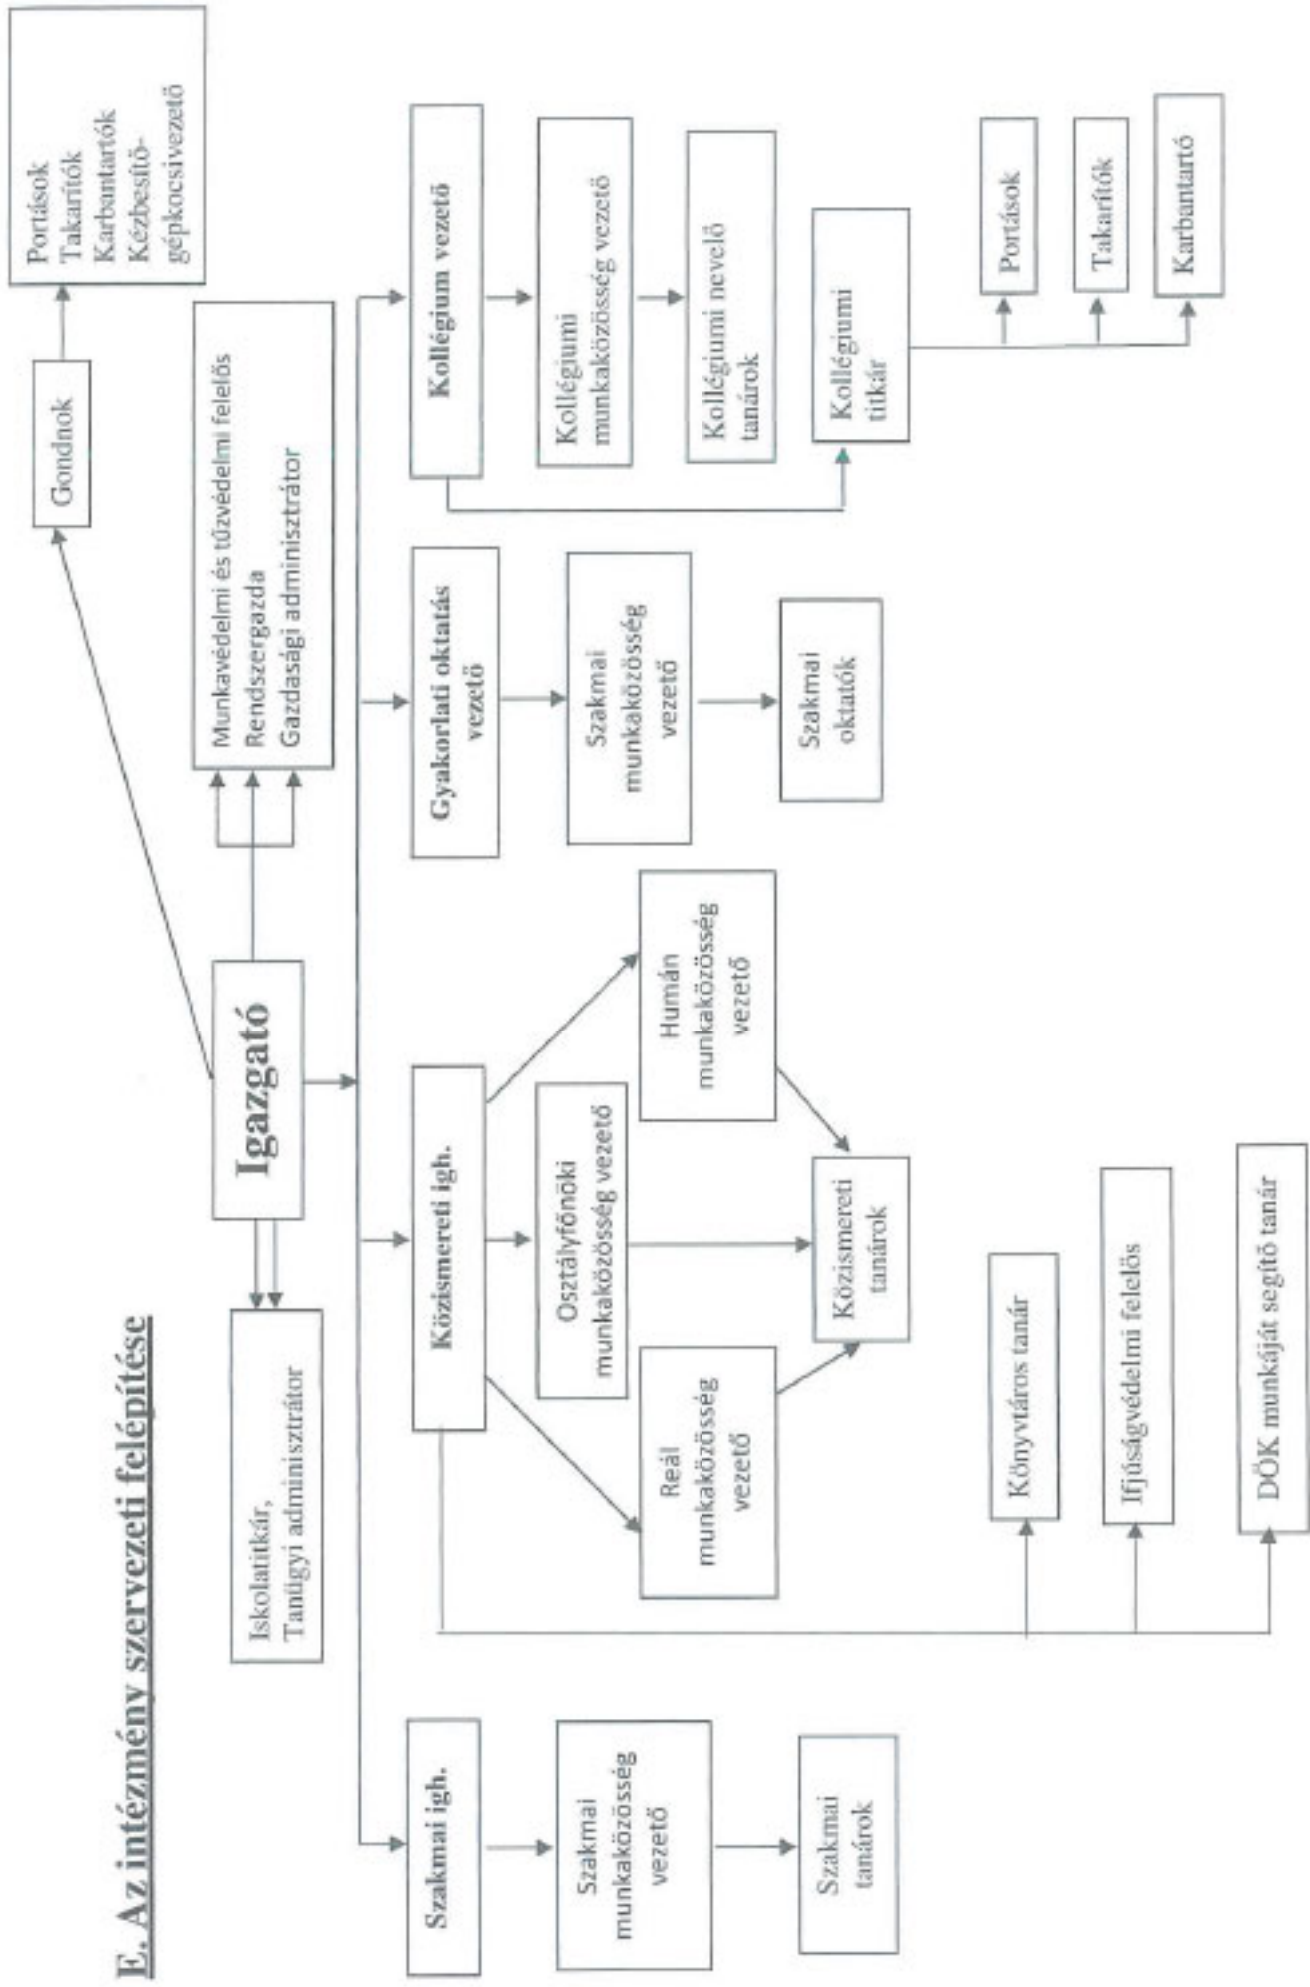 E. Az intézmény szervezeti felépítése
Portások
Takarítók
Karbantartók
Kézbesítő-
gépkocsivezető
Gondnok
Munkavédelmi és tűzvédelmi felelős
Rendszergazda
Gazdasági adminisztrátor
Igazgató
Iskolatitkár,
Tanügyi adminisztrátor
Szakmai igh.
Közismereti igh.
Gyakorlati oktatás
vezető
Kollégium vezető
Szakmai
munkaközösség
vezető
Szakmai
tanárok
Osztályfőnöki
munkaközösség vezető
Reál
munkaközösség
vezető
Humán
munkaközösség
vezető
Közismereti
tanárok
Könyvtáros tanár
Ifjúságvédelmi felelős
DÖK munkáját segítő tanár
Szakmai
munkaközösség
vezető
Szakmai
oktatók
Kollégiumi
munkaközösség vezető
Kollégiumi nevelő
tanárok
Kollégiumi
titkár
Portások
Takarítók
Karbantartó